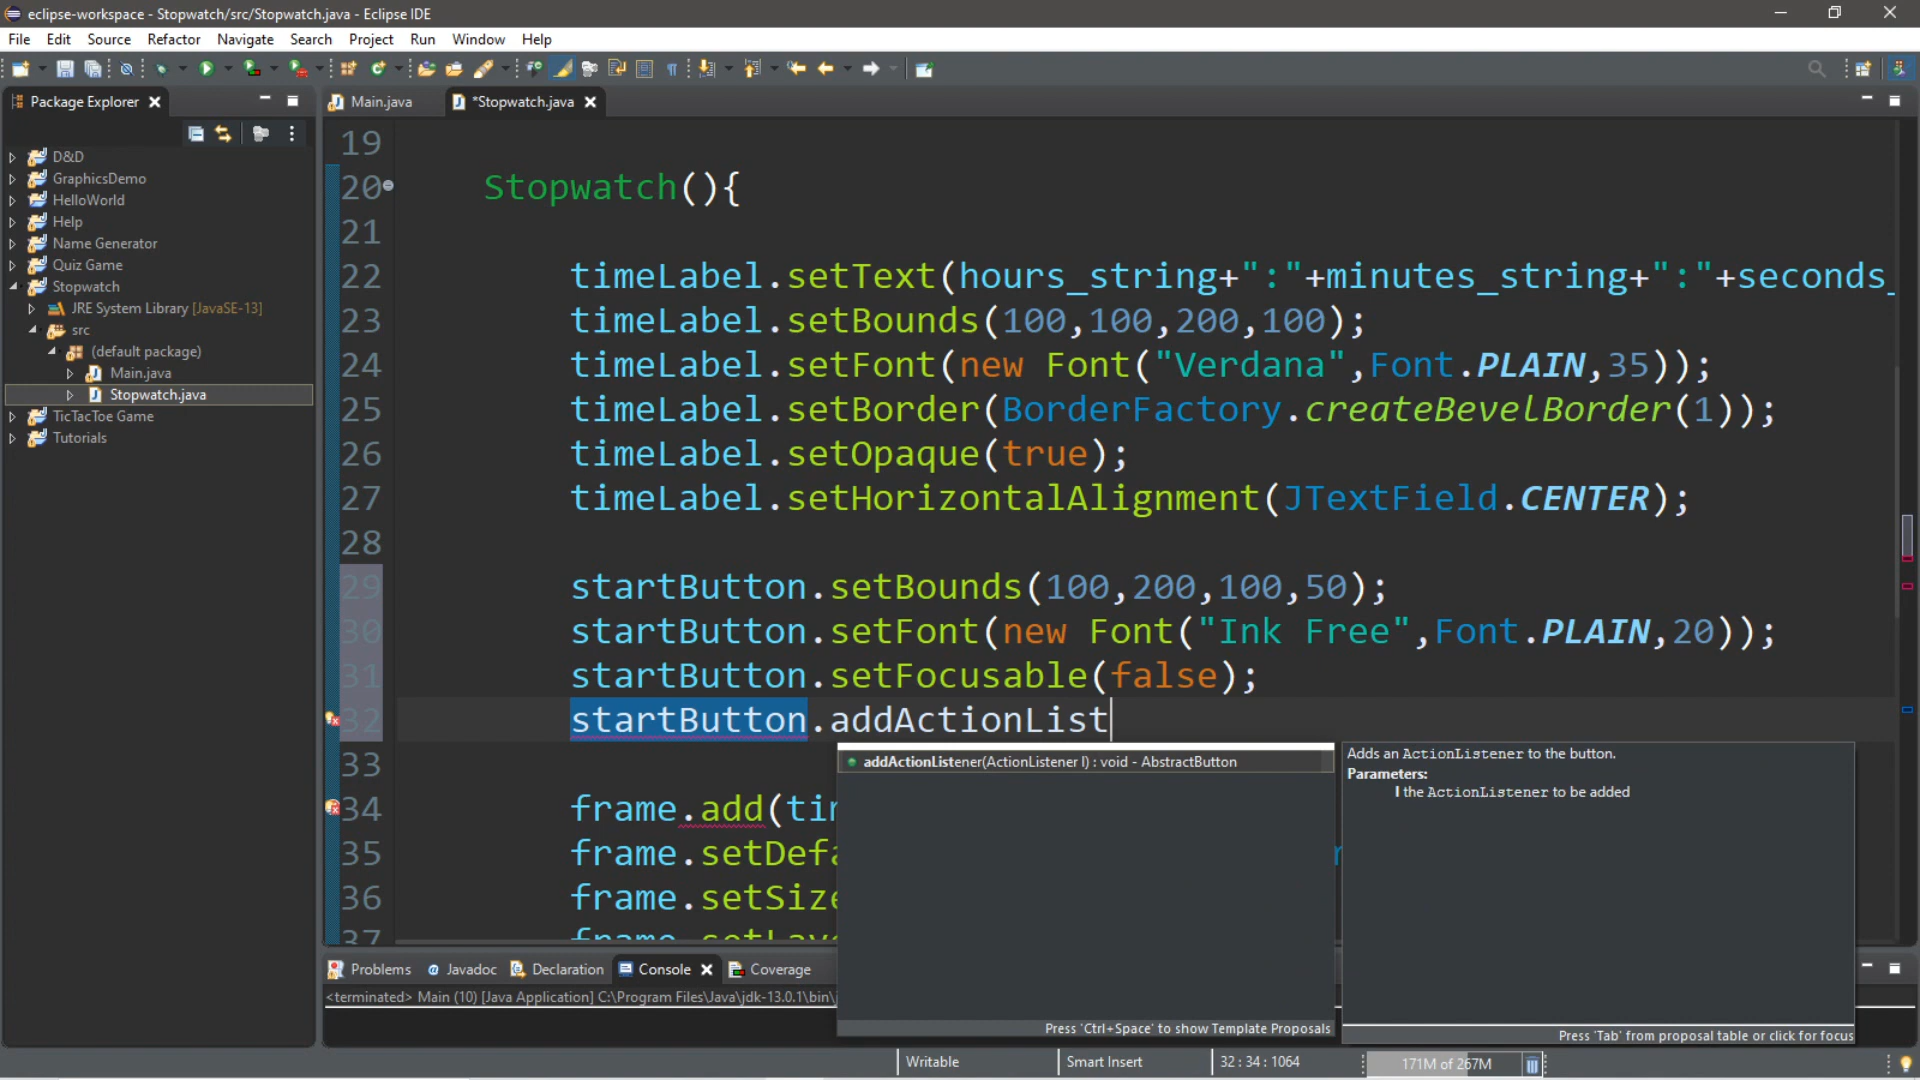 eclipse-workspace - Stopwatch/src/Stopwatch.java - Eclipse IDE
File Edit Source Refactor Navigate Search Project Run Window Help
Package Explorer
Main.java *Stopwatch.java
D&D
GraphicsDemo
HelloWorld
Help
Name Generator
Quiz Game
Stopwatch
JRE System Library [JavaSE-13]
src
(default package)
Main.java
Stopwatch.java
TicTacToe Game
Tutorials
19
20 Stopwatch(){
21
22 timeLabel.setText(hours_string+":"+minutes_string+":"+seconds_
23 timeLabel.setBounds(100,100,200,100);
24 timeLabel.setFont(new Font("Verdana",Font.PLAIN,35));
25 timeLabel.setBorder(BorderFactory.createBevelBorder(1));
26 timeLabel.setOpaque(true);
27 timeLabel.setHorizontalAlignment(JTextField.CENTER);
28
29 startButton.setBounds(100,200,100,50);
30 startButton.setFont(new Font("Ink Free",Font.PLAIN,20));
31 startButton.setFocusable(false);
32 startButton.addActionList
33
34 frame.add(
35 frame.
36 frame.
37
addActionListener(ActionListener l) : void - AbstractButton
Press 'Ctrl+Space' to show Template Proposals
Adds an ActionListener to the button.
Parameters:
l the ActionListener to be added
Press 'Tab' from proposal table or click for focus
Problems Javadoc Declaration Console Coverage
<terminated> Main (10) [Java Application] C:\Program Files\Java\jdk-13.0.1\bin\
Writable Smart Insert 32 : 34 : 1064 171M of 267M